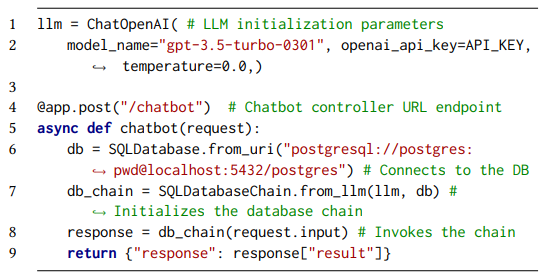 1 llm = ChatOpenAI( # LLM initialization parameters
2 model_name="gpt-3.5-turbo-0301", openai_api_key=API_KEY,
↪ temperature=0.0,)
3
4 @app.post("/chatbot") # Chatbot controller URL endpoint
5 async def chatbot(request):
6 db = SQLDatabase.from_uri("postgresql://postgres:
↪ pwd@localhost:5432/postgres") # Connects to the DB
7 db_chain = SQLDatabaseChain.from_llm(llm, db) #
↪ Initializes the database chain
8 response = db_chain(request.input) # Invokes the chain
9 return {"response": response["result"]}